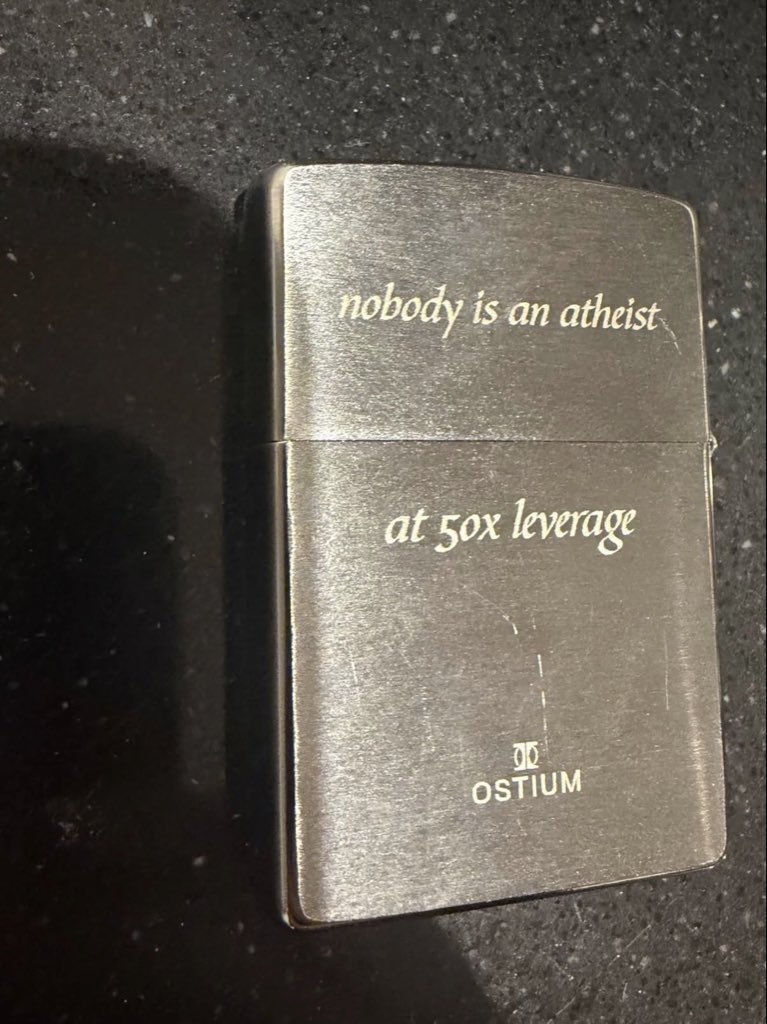 nobody is an atheist
at 50x leverage
OSTIUM